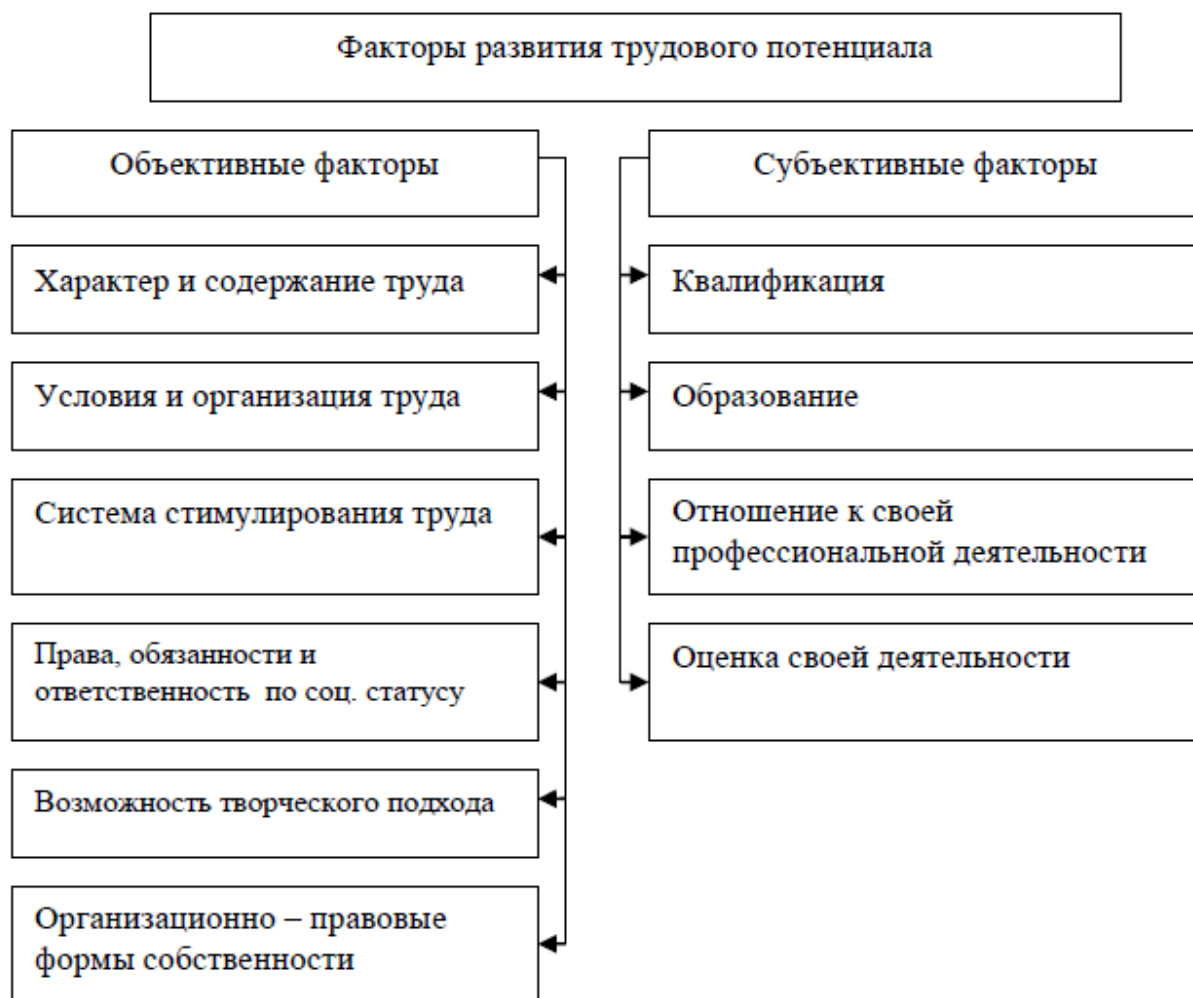 Факторы развития трудового потенциала
Объективные факторы
Характер и содержание труда
Условия и организация труда
Система стимулирования труда
Права, обязанности и
ответственность по соц. статусу
Возможность творческого подхода
Организационно – правовые
формы собственности
Субъективные факторы
Квалификация
Образование
Отношение к своей
профессиональной деятельности
Оценка своей деятельности